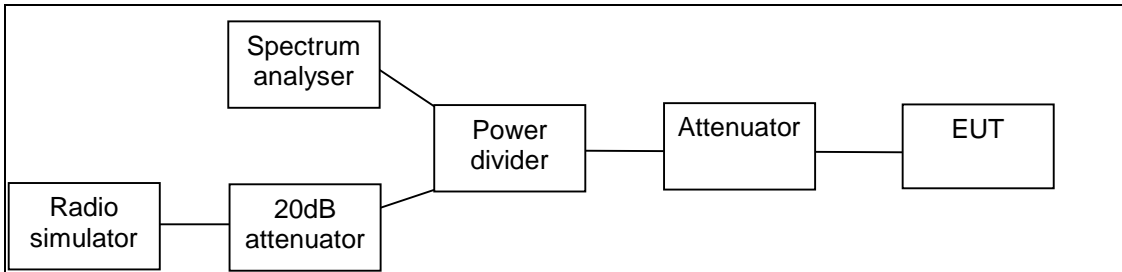 Spectrum
analyser
Power
divider
Attenuator
EUT
Radio
simulator
20dB
attenuator